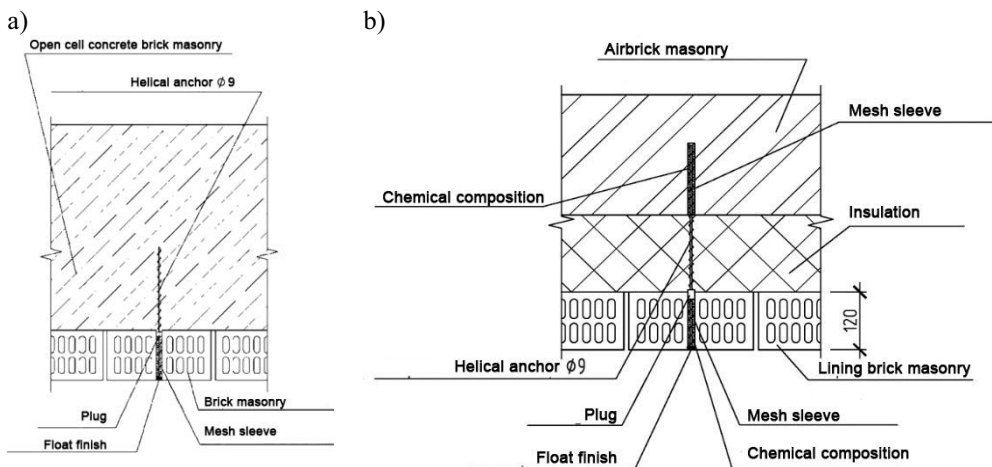 a)
Open cell concrete brick masonry
Helical anchor ϕ9
Brick masonry
Plug
Mesh sleeve
Float finish
b)
Airbrick masonry
Mesh sleeve
Chemical composition
Insulation
120
Helical anchor ϕ9
Lining brick masonry
Plug
Mesh sleeve
Float finish
Chemical composition